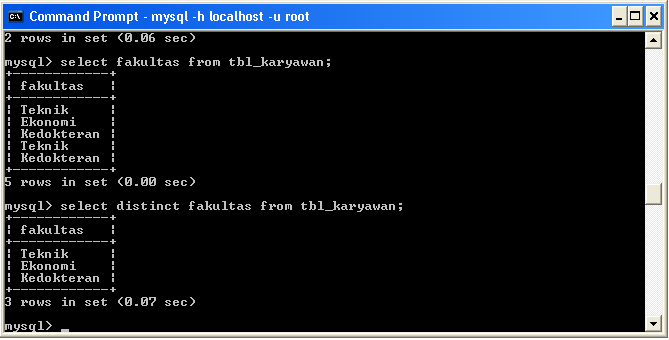 Command Prompt - mysql -h localhost -u root
2 rows in set (0.06 sec)
mysql> select fakultas from tbl_karyawan;
+------------+
| fakultas   |
+------------+
| Teknik     |
| Ekonomi    |
| Kedokteran |
| Teknik     |
| Kedokteran |
+------------+
5 rows in set (0.00 sec)
mysql> select distinct fakultas from tbl_karyawan;
+------------+
| fakultas   |
+------------+
| Teknik     |
| Ekonomi    |
| Kedokteran |
+------------+
3 rows in set (0.07 sec)
mysql> _